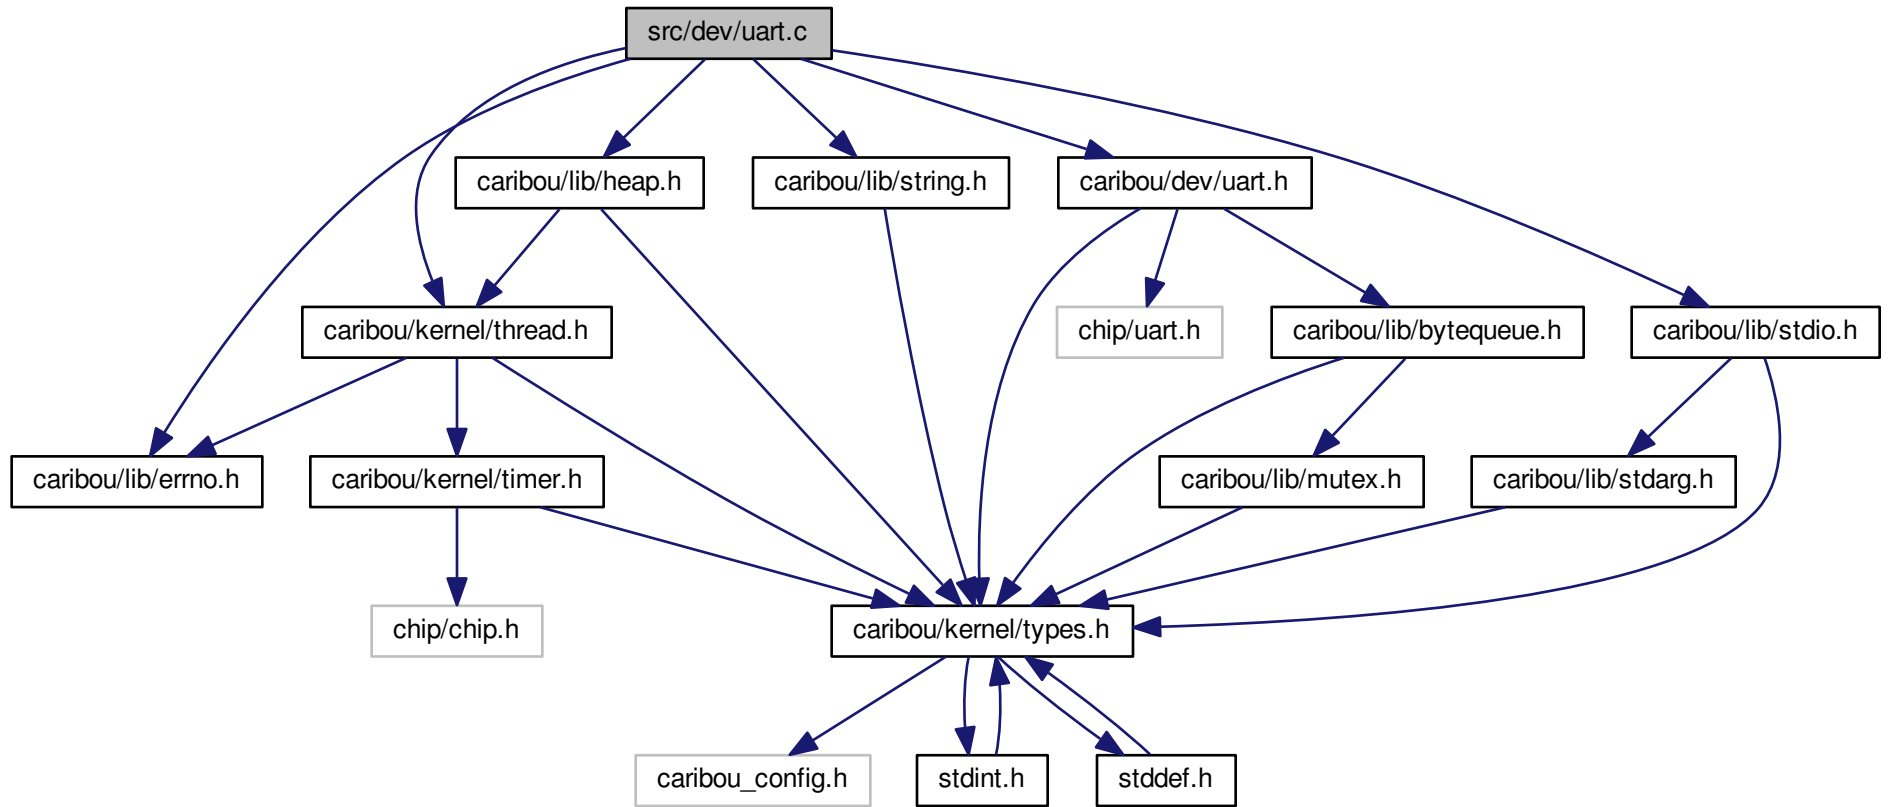 src/dev/uart.c
caribou/lib/heap.h
caribou/lib/string.h
caribou/dev/uart.h
caribou/kernel/thread.h
chip/uart.h
caribou/lib/bytequeue.h
caribou/lib/stdio.h
caribou/lib/errno.h
caribou/kernel/timer.h
caribou/lib/mutex.h
caribou/lib/stdarg.h
chip/chip.h
caribou/kernel/types.h
caribou_config.h
stdint.h
stddef.h